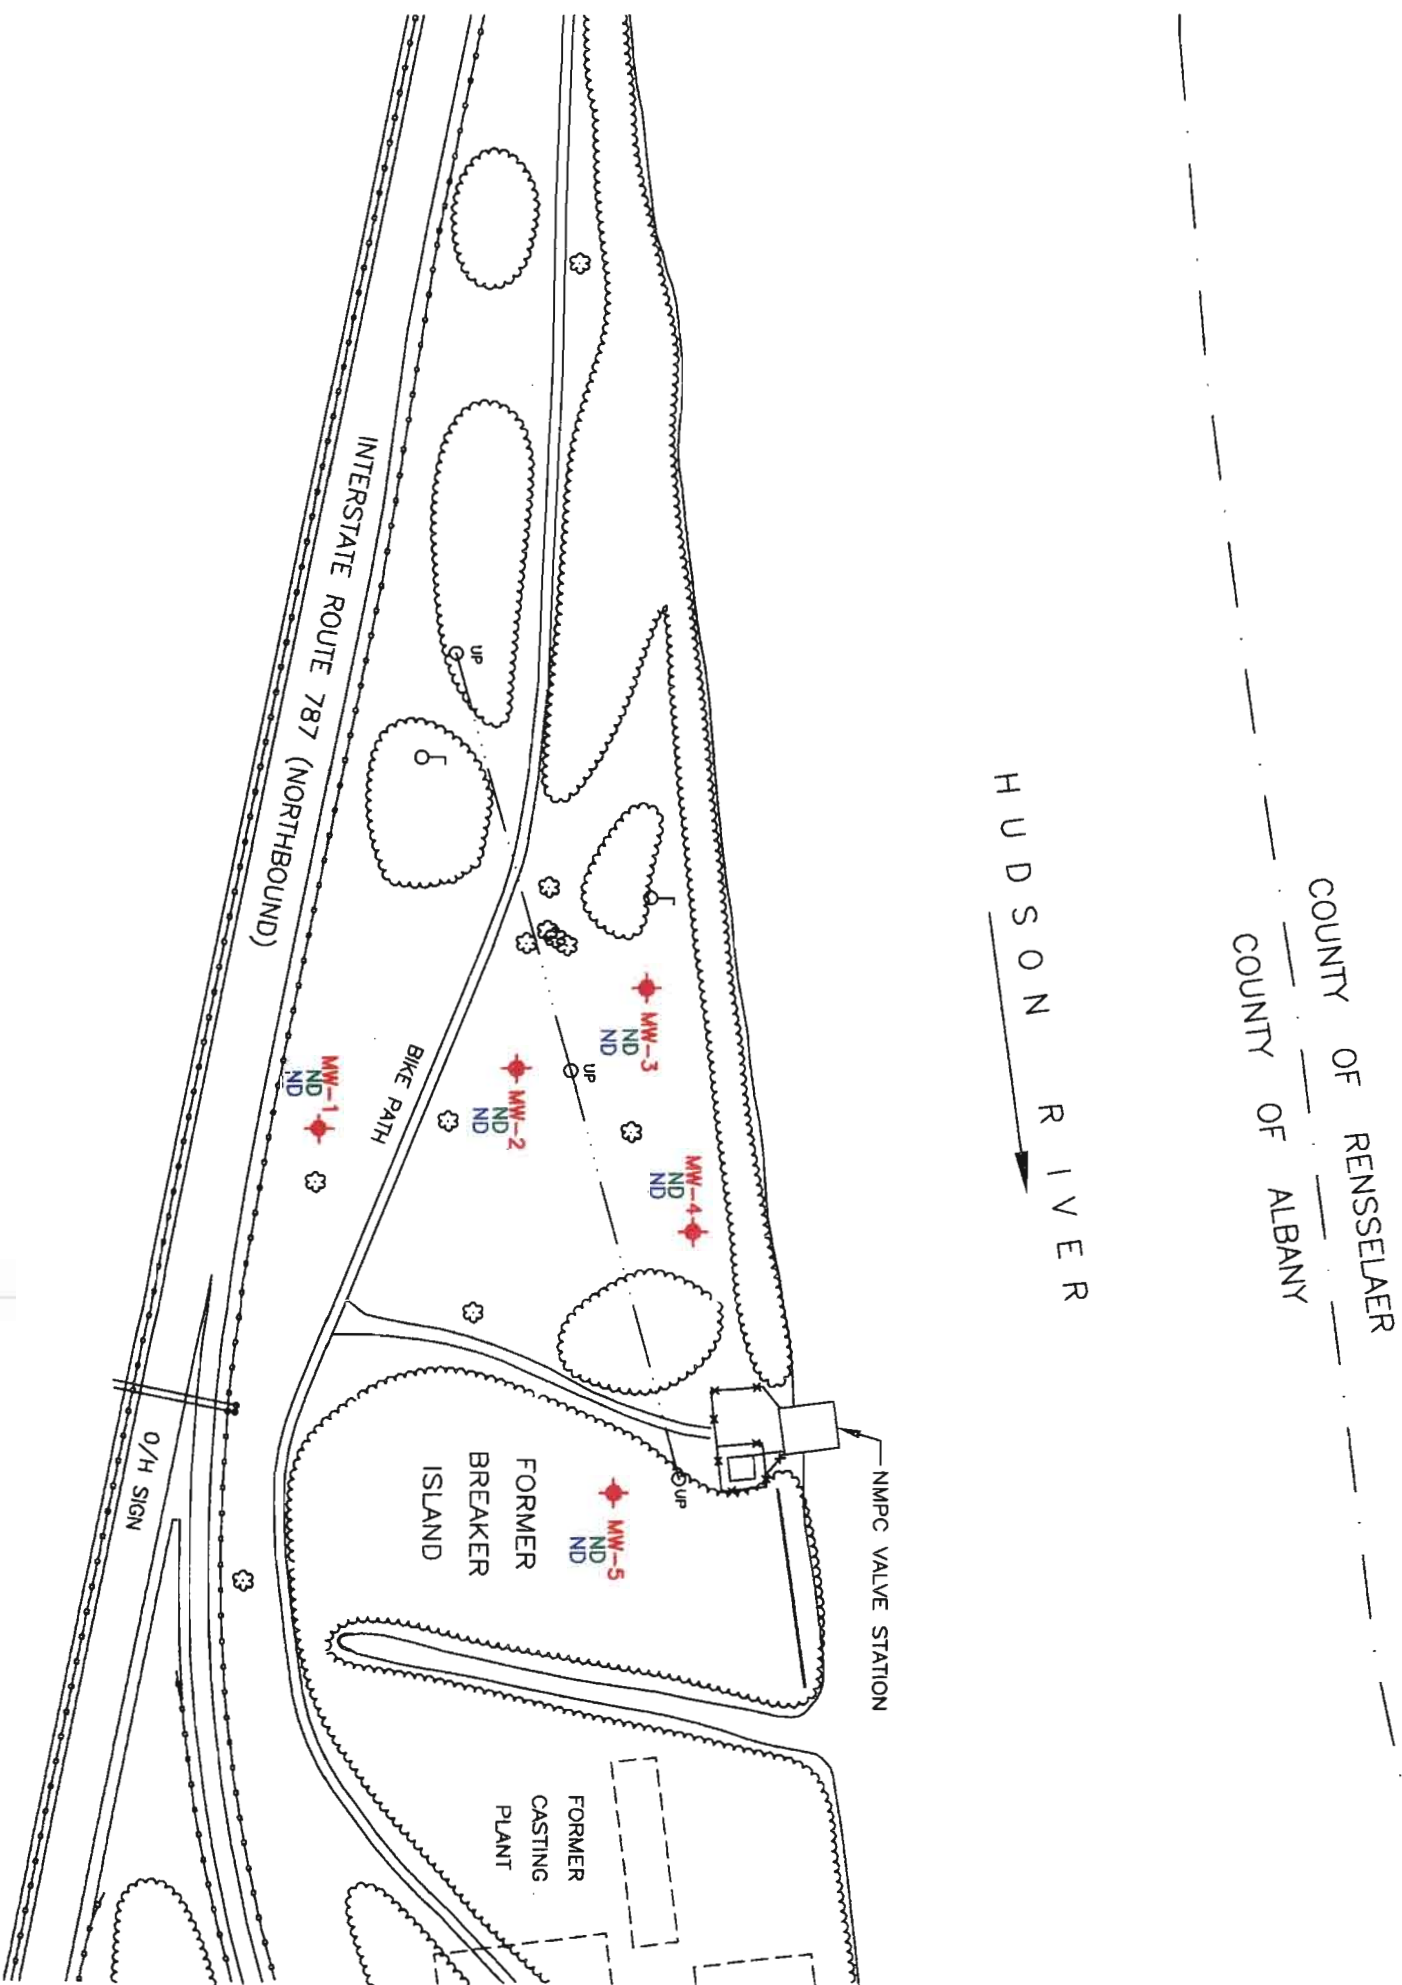 COUNTY OF RENSSELAER
COUNTY OF ALBANY
HUDSON RIVER
NMPC VALVE STATION
MW-3
ND
ND
UP
MW-4
ND
ND
UP
MW-2
ND
ND
UP
MW-5
ND
ND
FORMER
BREAKER
ISLAND
FORMER
CASTING
PLANT
BIKE PATH
MW-1
ND
ND
INTERSTATE ROUTE 787 (NORTHBOUND)
O/H SIGN